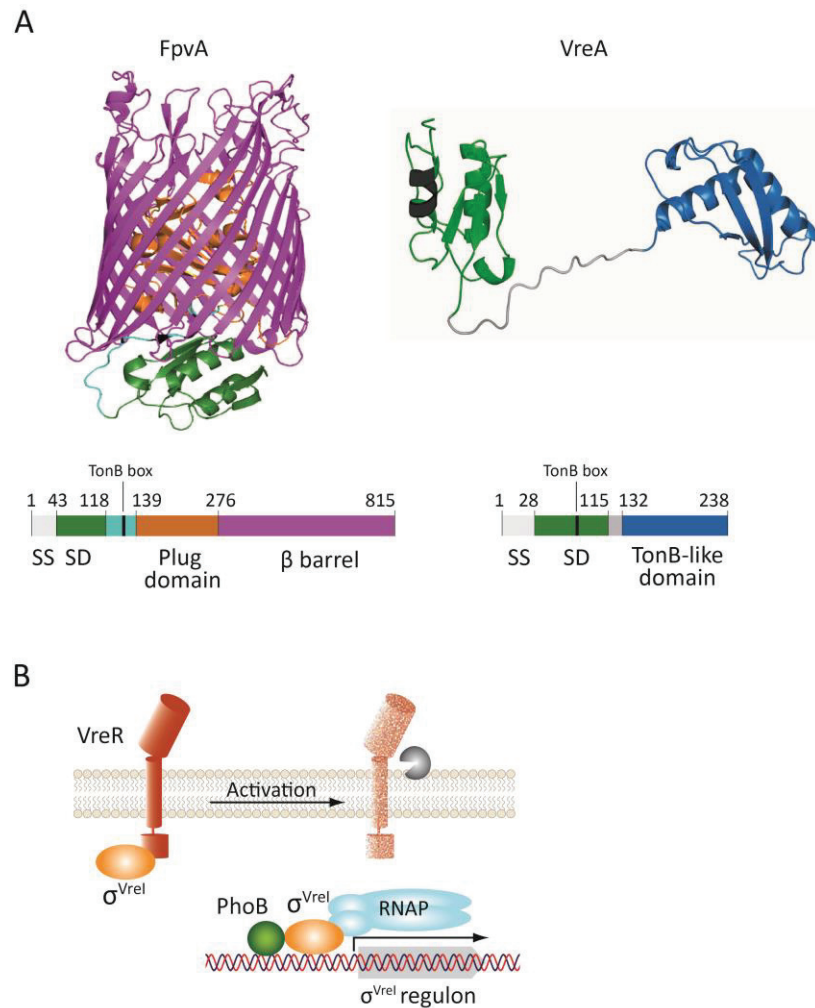 A
FpvA
VreA
TonB box
1 43 118 139 276 815
SS SD Plug domain β barrel
TonB box
1 28 115 132 238
SS SD TonB-like domain
B
VreR
Activation
σVreI
PhoB σVreI RNAP
σVreI regulon